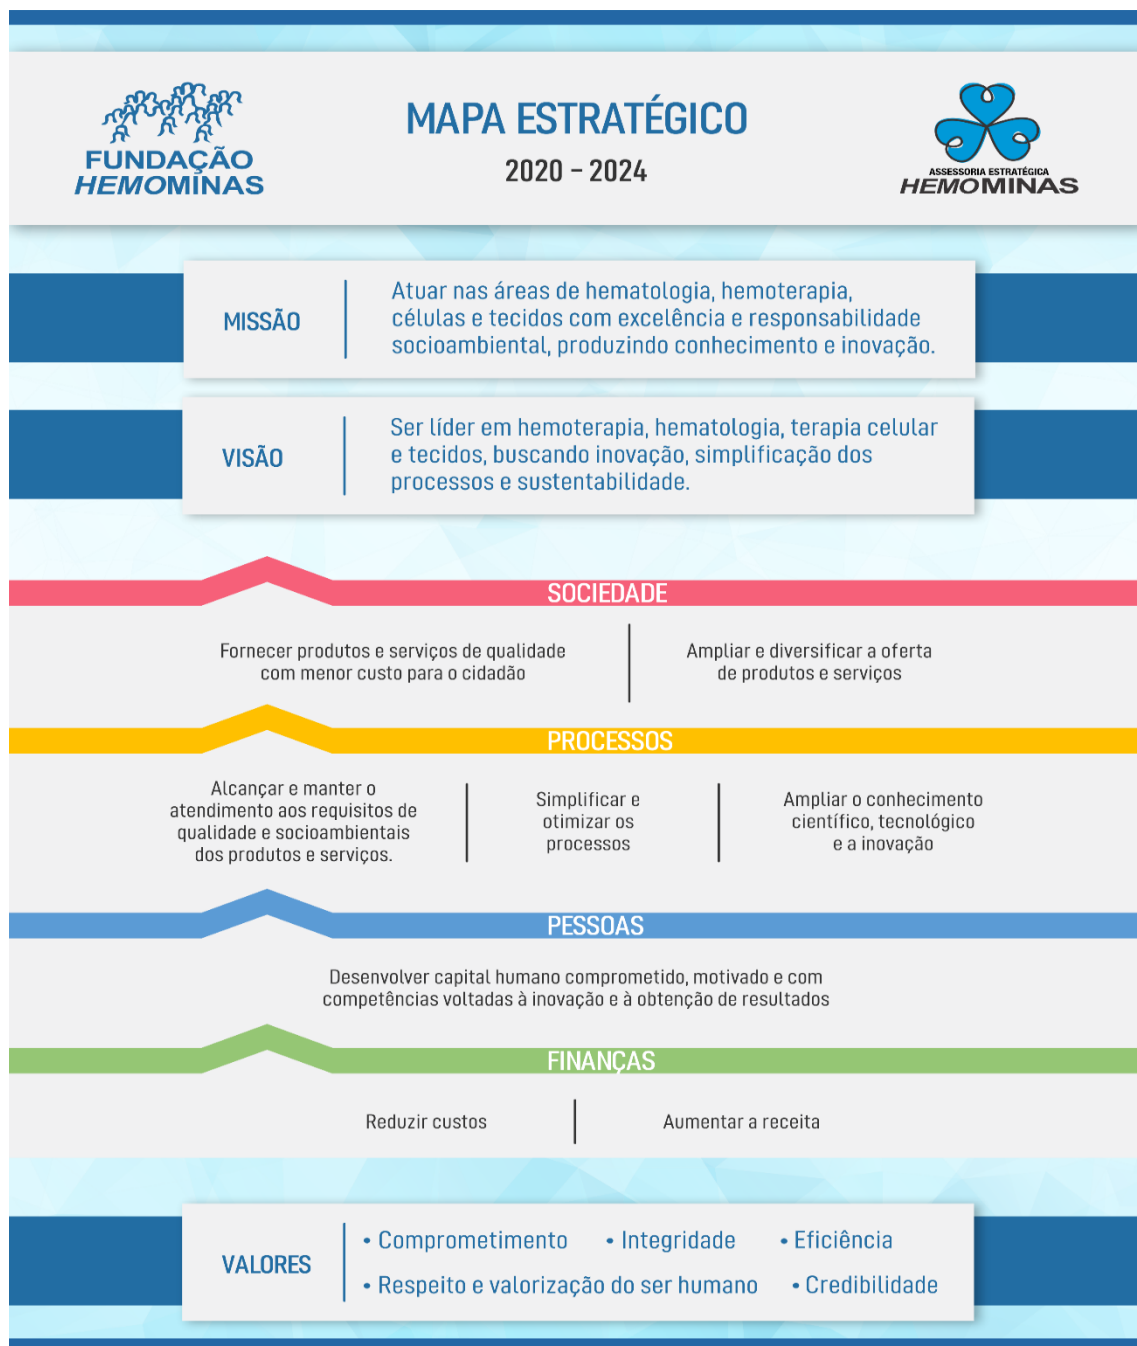 FUNDAÇÃO
HEMOMINAS
MAPA ESTRATÉGICO
2020 – 2024
ASSESSORIA ESTRATÉGICA
HEMOMINAS
MISSÃO
Atuar nas áreas de hematologia, hemoterapia,
células e tecidos com excelência e responsabilidade
socioambiental, produzindo conhecimento e inovação.
VISÃO
Ser líder em hemoterapia, hematologia, terapia celular
e tecidos, buscando inovação, simplificação dos
processos e sustentabilidade.
SOCIEDADE
Fornecer produtos e serviços de qualidade
com menor custo para o cidadão
Ampliar e diversificar a oferta
de produtos e serviços
PROCESSOS
Alcançar e manter o
atendimento aos requisitos de
qualidade e socioambientais
dos produtos e serviços.
Simplificar e
otimizar os
processos
Ampliar o conhecimento
científico, tecnológico
e a inovação
PESSOAS
Desenvolver capital humano comprometido, motivado e com
competências voltadas à inovação e à obtenção de resultados
FINANÇAS
Reduzir custos
Aumentar a receita
VALORES
• Comprometimento • Integridade • Eficiência
• Respeito e valorização do ser humano • Credibilidade